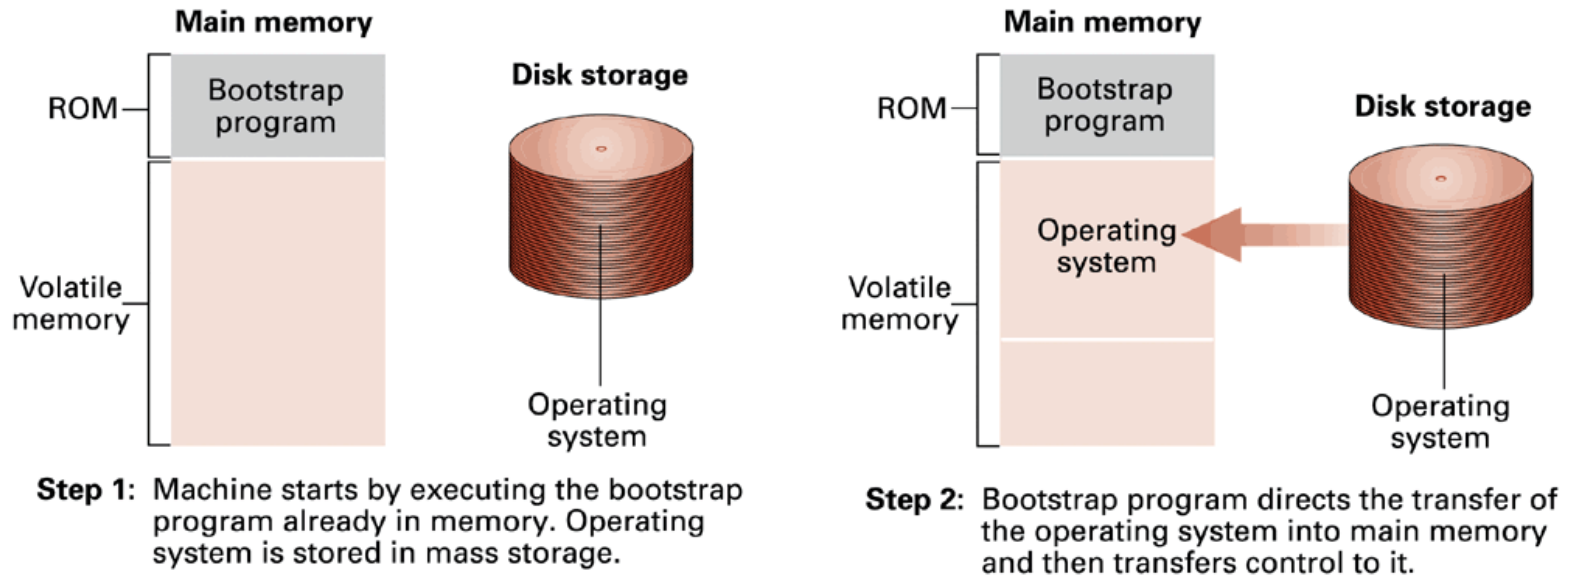 Main memory
ROM
Bootstrap
program
Disk storage
Volatile
memory
Operating
system
Step 1: Machine starts by executing the bootstrap
program already in memory. Operating
system is stored in mass storage.
Main memory
ROM
Bootstrap
program
Disk storage
Operating
system
Volatile
memory
Operating
system
Step 2: Bootstrap program directs the transfer of
the operating system into main memory
and then transfers control to it.